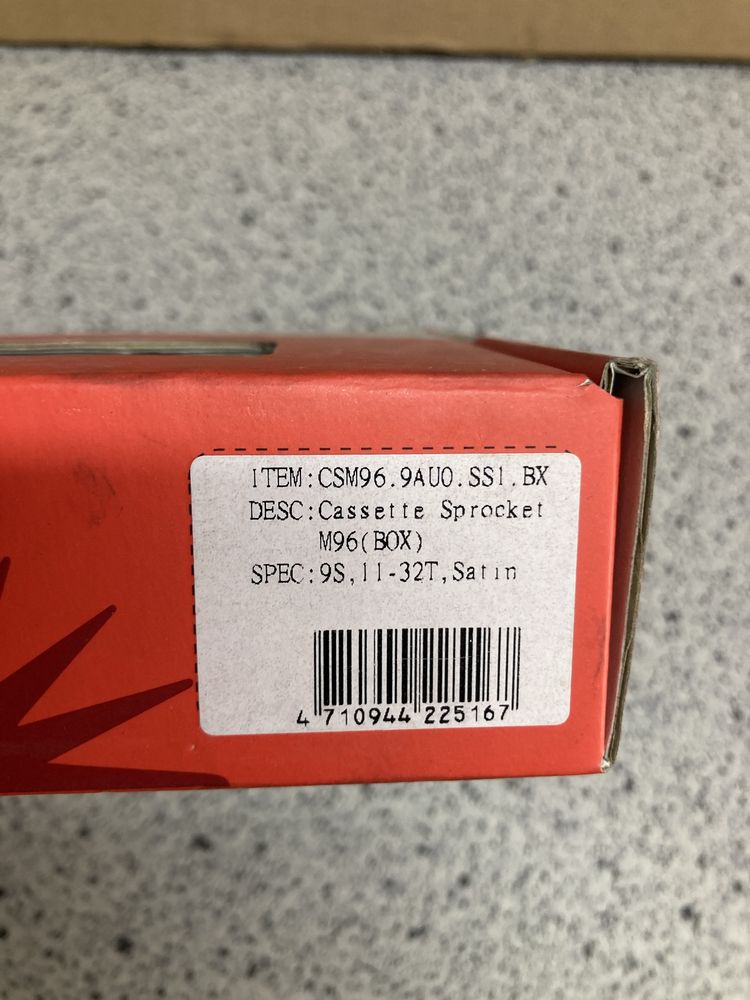 ITEM:CSM96.9AU0.SS1.BX
DESC:Cassette Sprocket
M96(BOX)
SPEC:9S,11-32T,Satin
4 710944 225167